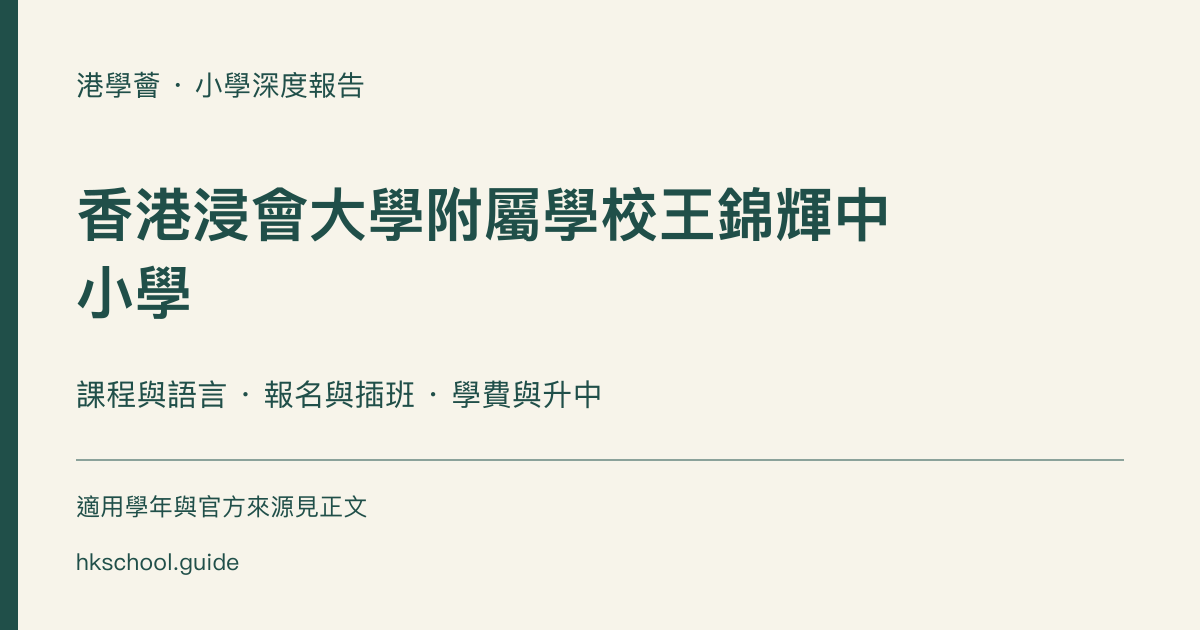 港學薈 · 小學深度報告
香港浸會大學附屬學校王錦輝中
小學
課程與語言 · 報名與插班 · 學費與升中
適用學年與官方來源見正文
hkschool.guide